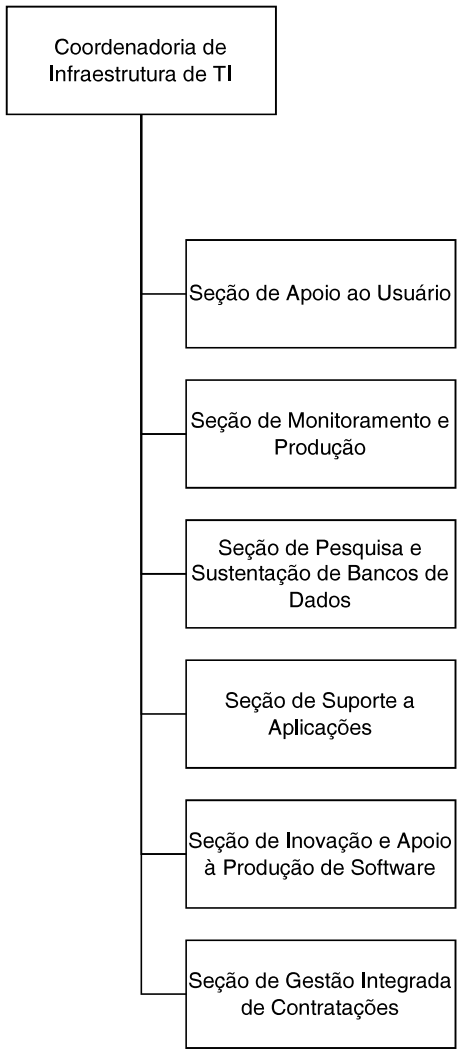 Coordenadoria de
Infraestrutura de TI
Seção de Apoio ao Usuário
Seção de Monitoramento e
Produção
Seção de Pesquisa e
Sustentação de Bancos de
Dados
Seção de Suporte a
Aplicações
Seção de Inovação e Apoio
à Produção de Software
Seção de Gestão Integrada
de Contratações